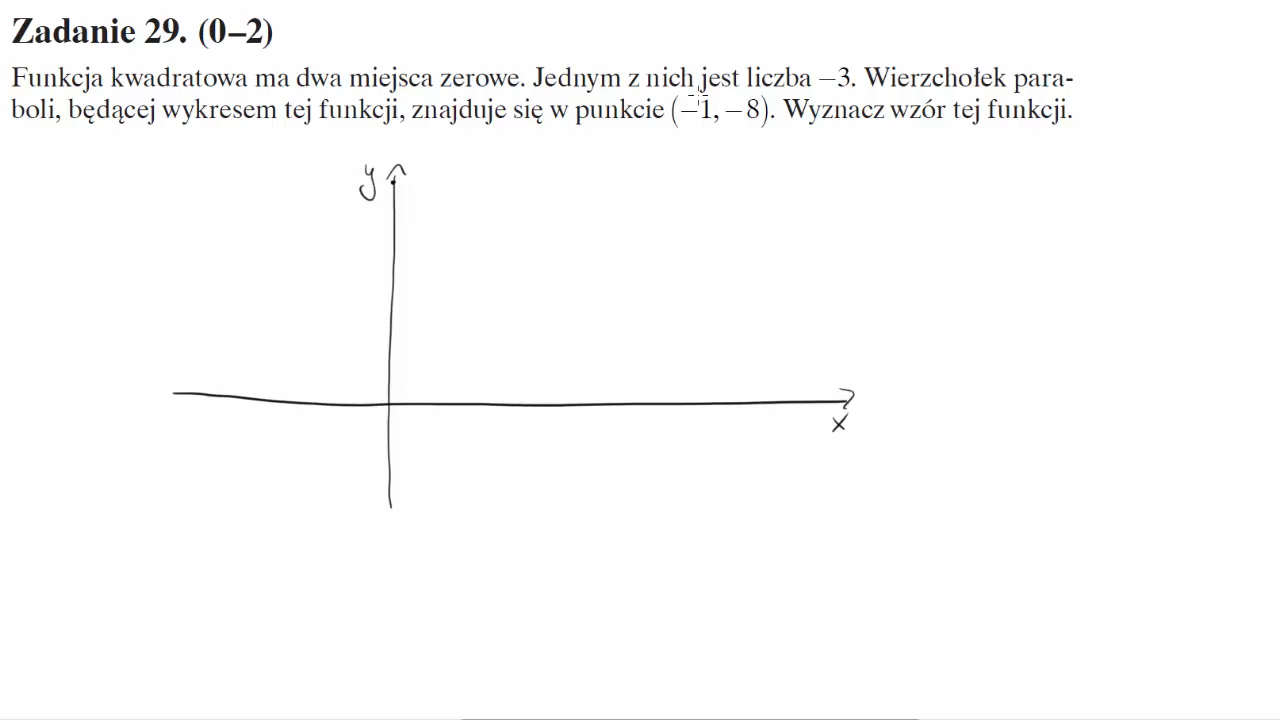 Zadanie 29. (0–2)
Funkcja kwadratowa ma dwa miejsca zerowe. Jednym z nich jest liczba −3. Wierzchołek para-
boli, będącej wykresem tej funkcji, znajduje się w punkcie (−1, −8). Wyznacz wzór tej funkcji.
y
x